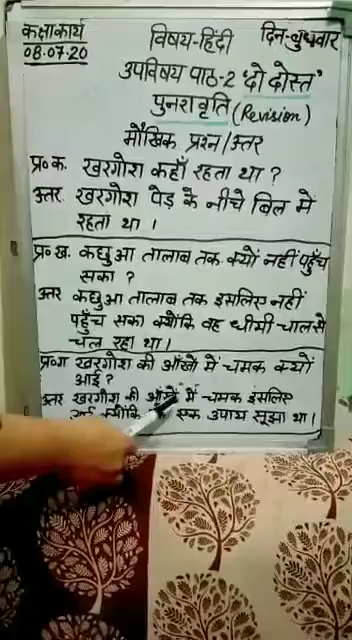 कक्षाकार्य
08.07.20
विषय-हिंदी
दिन-बुधवार
उपविषय पाठ-2 'दो दोस्त'
पुनरावृति (Revision)
मौखिक प्रश्न/उत्तर
प्र० क. खरगोश कहाँ रहता था ?
उत्तर. खरगोश पेड़ के नीचे बिल में
रहता था ।
प्र० ख. कछुआ तालाब तक क्यों नहीं पहुँच
सका ?
उत्तर कछुआ तालाब तक इसलिए नहीं
पहुँच सका क्योंकि वह धीमी चाल से
चल रहा था ।
प्र०ग खरगोश की आँखों में चमक क्यों
आई ?
उत्तर खरगोश की आँखों में चमक इसलिए
आई क्योंकि एक उपाय सूझा था ।